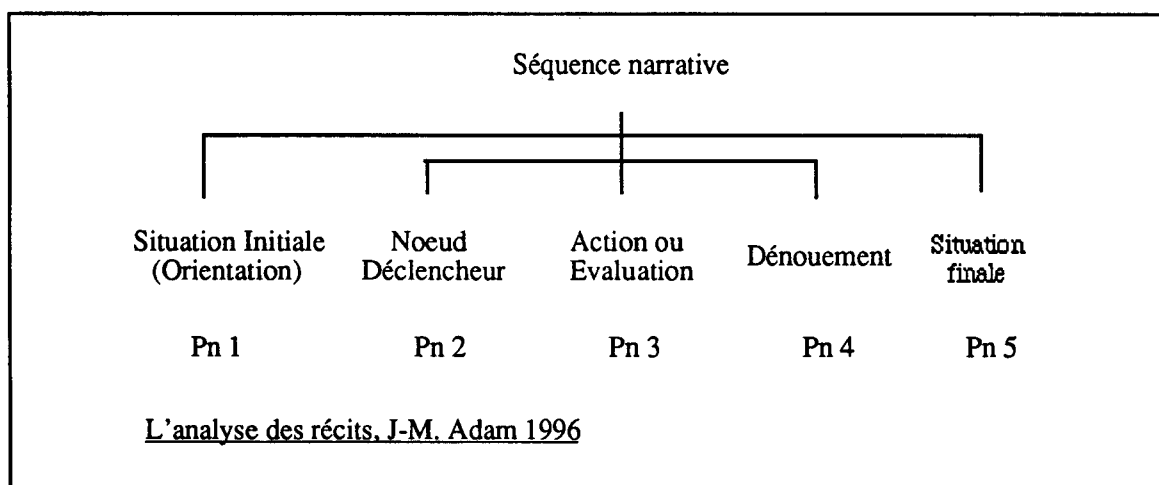 Séquence narrative
Situation Initiale
(Orientation)
Noeud
Déclencheur
Action ou
Evaluation
Dénouement
Situation
finale
Pn 1
Pn 2
Pn 3
Pn 4
Pn 5
L'analyse des récits, J-M. Adam 1996